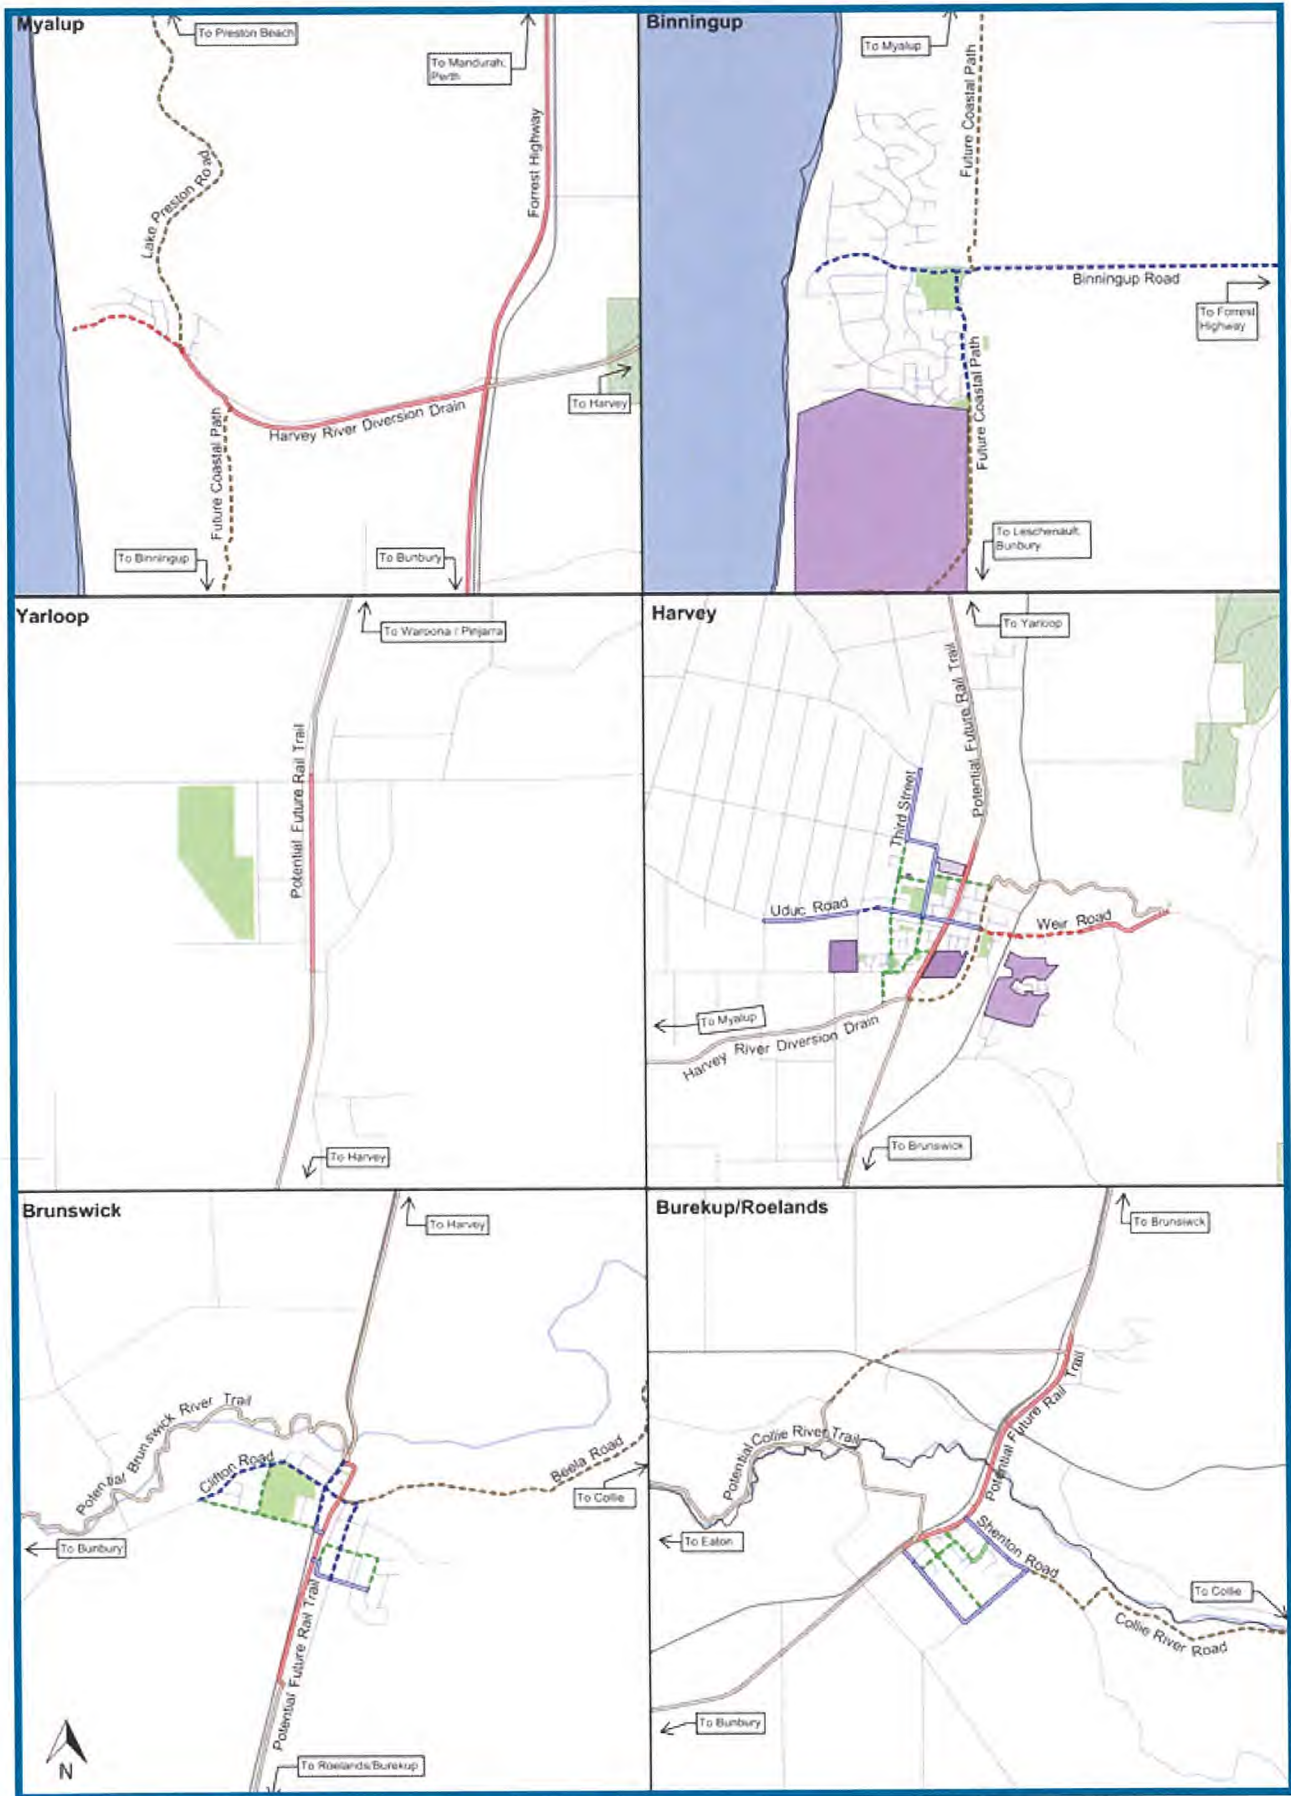 Myalup
To Preston Beach
To Mandurah,
Perth
Lake Preston Road
Forrest Highway
Harvey River Diversion Drain
To Harvey
Future Coastal Path
To Binningup
To Bunbury
Binningup
To Myalup
Future Coastal Path
Binningup Road
To Forrest
Highway
Future Coastal Path
To Leschenault,
Bunbury
Yarloop
To Waroona / Pinjarra
Potential Future Rail Trail
To Harvey
Harvey
To Yarloop
Potential Future Rail Trail
Third Street
Uduc Road
Weir Road
To Myalup
Harvey River Diversion Drain
To Brunswick
Brunswick
To Harvey
Potential Brunswick River Trail
Clifton Road
Beela Road
To Collie
To Bunbury
Potential Future Rail Trail
N
To Roelands/Burekup
Burekup/Roelands
To Brunsiwck
Potential Future Rail Trail
Potential Collie River Trail
To Eaton
Shenton Road
To Collie
Collie River Road
To Bunbury